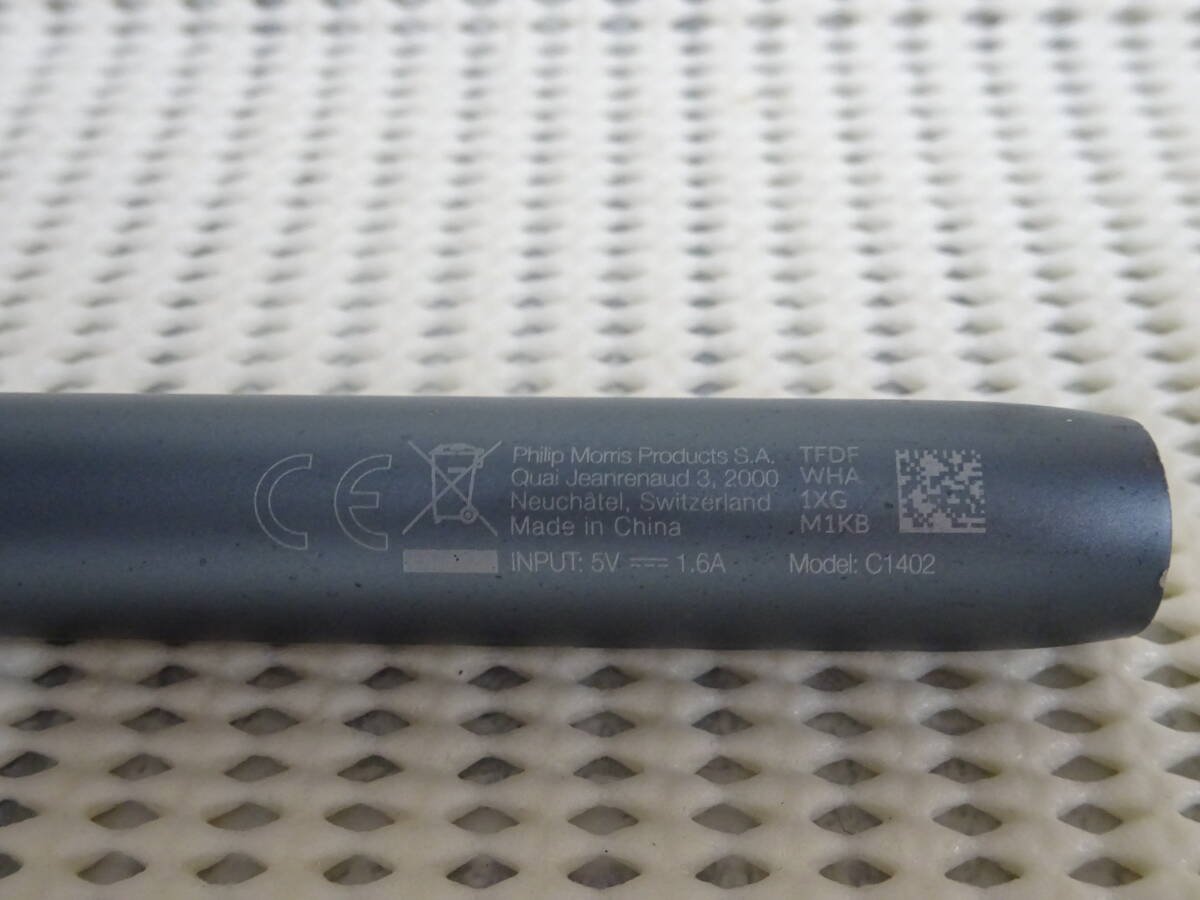 CE
Philip Morris Products S.A.
Quai Jeanrenaud 3, 2000
Neuchâtel, Switzerland
Made in China
INPUT: 5V ⎓ 1.6A
TFDF
WHA
1XG
M1KB
Model: C1402